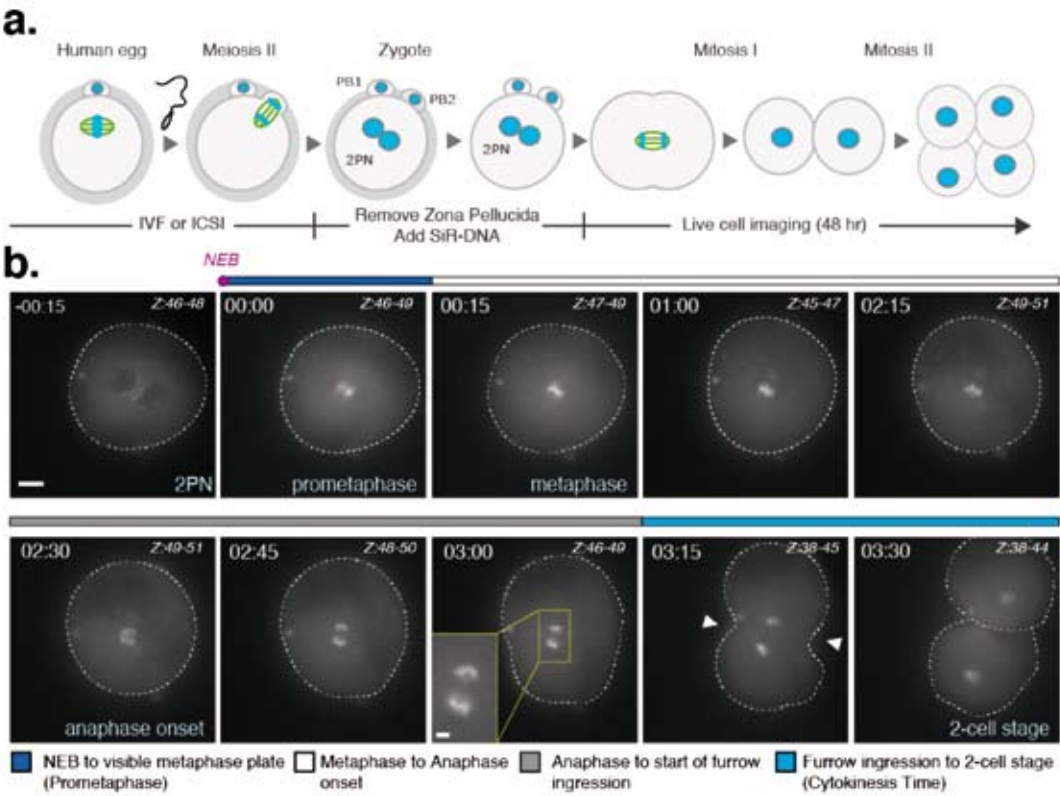 a.
Human egg
Meiosis II
Zygote
Mitosis I
Mitosis II
PB1
PB2
2PN
2PN
IVF or ICSI
Remove Zona Pellucida
Add SiR-DNA
Live cell imaging (48 hr)
b.
NEB
-00:15
Z:46-48
00:00
Z:46-49
00:15
Z:47-49
01:00
Z:45-47
02:15
Z:49-51
2PN
prometaphase
metaphase
02:30
Z:49-51
02:45
Z:48-50
03:00
Z:46-49
03:15
Z:38-45
03:30
Z:38-44
anaphase onset
2-cell stage
NEB to visible metaphase plate
(Prometaphase)
Metaphase to Anaphase
onset
Anaphase to start of furrow
ingression
Furrow ingression to 2-cell stage
(Cytokinesis Time)